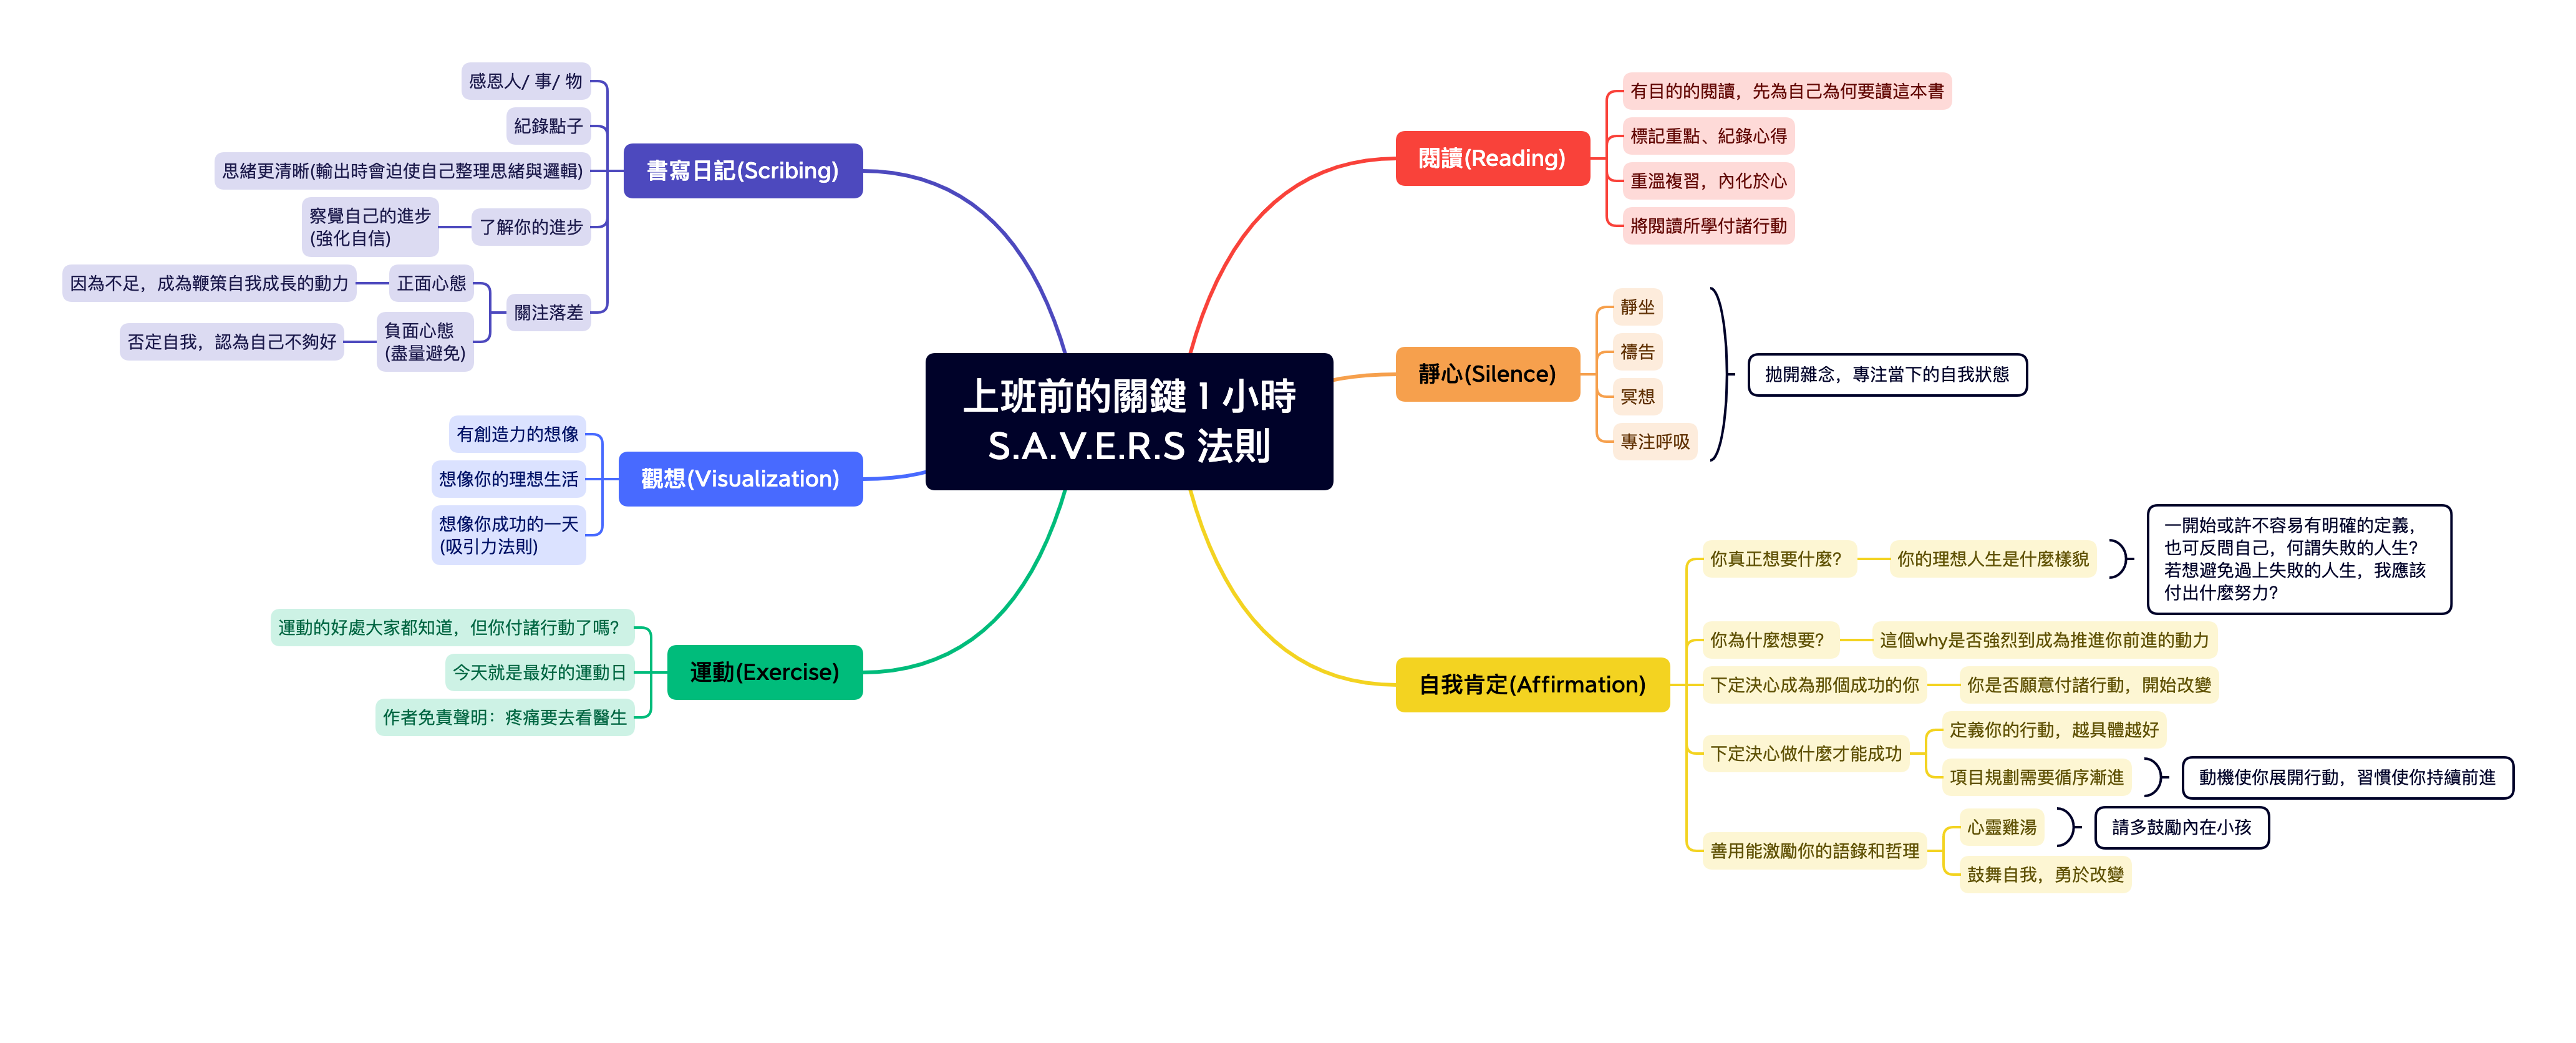 上班前的關鍵 1 小時
S.A.V.E.R.S 法則
閱讀(Reading)
有目的的閱讀，先為自己為何要讀這本書
標記重點、紀錄心得
重溫複習，內化於心
將閱讀所學付諸行動
靜心(Silence)
靜坐
禱告
冥想
專注呼吸
拋開雜念，專注當下的自我狀態
自我肯定(Affirmation)
你真正想要什麼？
你的理想人生是什麼樣貌
一開始或許不容易有明確的定義，
也可反問自己，何謂失敗的人生？
若想避免過上失敗的人生，我應該
付出什麼努力？
你為什麼想要？
這個why是否強烈到成為推進你前進的動力
下定決心成為那個成功的你
你是否願意付諸行動，開始改變
下定決心做什麼才能成功
定義你的行動，越具體越好
項目規劃需要循序漸進
動機使你展開行動，習慣使你持續前進
善用能激勵你的語錄和哲理
心靈雞湯
請多鼓勵內在小孩
鼓舞自我，勇於改變
書寫日記(Scribing)
感恩人/ 事/ 物
紀錄點子
思緒更清晰(輸出時會迫使自己整理思緒與邏輯)
了解你的進步
察覺自己的進步
(強化自信)
關注落差
正面心態
因為不足，成為鞭策自我成長的動力
負面心態
(盡量避免)
否定自我，認為自己不夠好
觀想(Visualization)
有創造力的想像
想像你的理想生活
想像你成功的一天
(吸引力法則)
運動(Exercise)
運動的好處大家都知道，但你付諸行動了嗎？
今天就是最好的運動日
作者免責聲明：疼痛要去看醫生